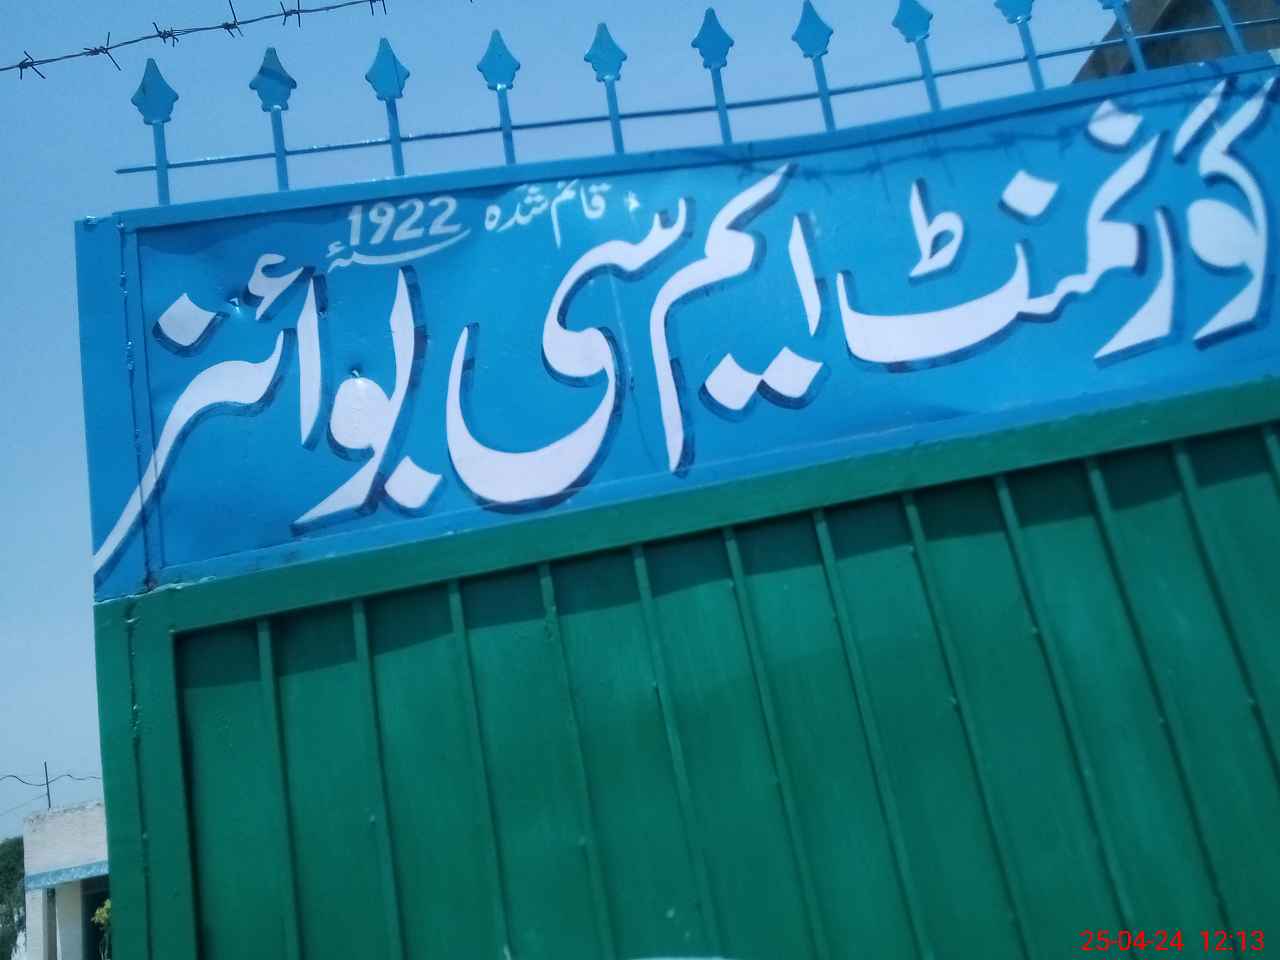 قائم شدہ 1922ء
گورنمنٹ ایم سی بوائز
25-04-24 12:13